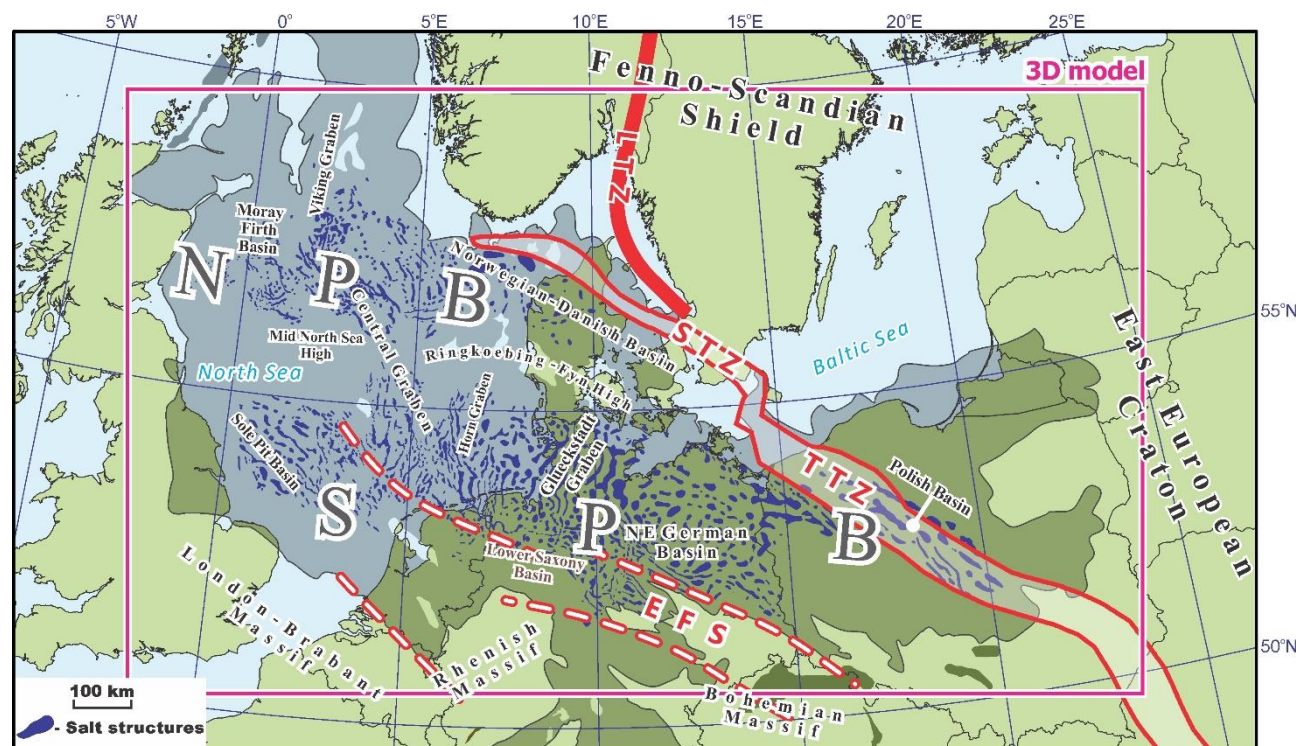 5°W
0°
5°E
10°E
15°E
20°E
25°E
3D model
Fenno-Scandian
Shield
LTZ
Viking Graben
Moray
Firth
Basin
NPB
Norwegian-Danish Basin
Central Graben
Mid North Sea
High
Ringkoebing-Fyn High
North Sea
STZ
Baltic Sea
55°N
East European
Craton
Sole Pit Basin
Horn Graben
Glueckstadt
Graben
TTZ
Polish Basin
SPB
NE German
Basin
Lower Saxony
Basin
EFS
London-Brabant
Massif
Rhenish
Massif
Bohemian
Massif
50°N
100 km
- Salt structures